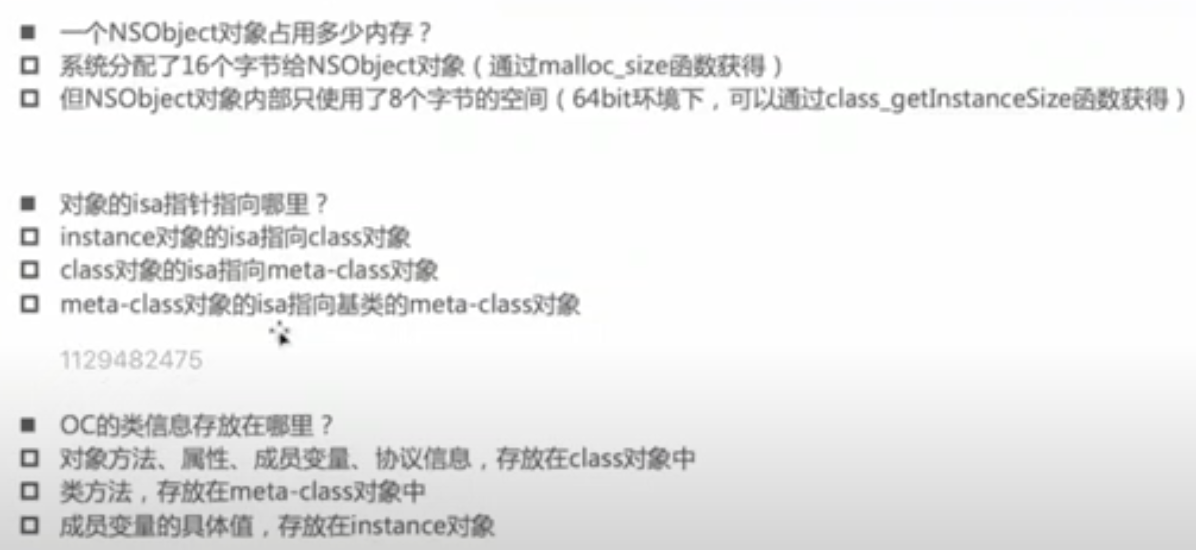 ■ 一个NSObject对象占用多少内存？
□ 系统分配了16个字节给NSObject对象（通过malloc_size函数获得）
□ 但NSObject对象内部只使用了8个字节的空间（64bit环境下，可以通过class_getInstanceSize函数获得）
■ 对象的isa指针指向哪里？
□ instance对象的isa指向class对象
□ class对象的isa指向meta-class对象
□ meta-class对象的isa指向基类的meta-class对象
1129482475
■ OC的类信息存放在哪里？
□ 对象方法、属性、成员变量、协议信息，存放在class对象中
□ 类方法，存放在meta-class对象中
□ 成员变量的具体值，存放在instance对象